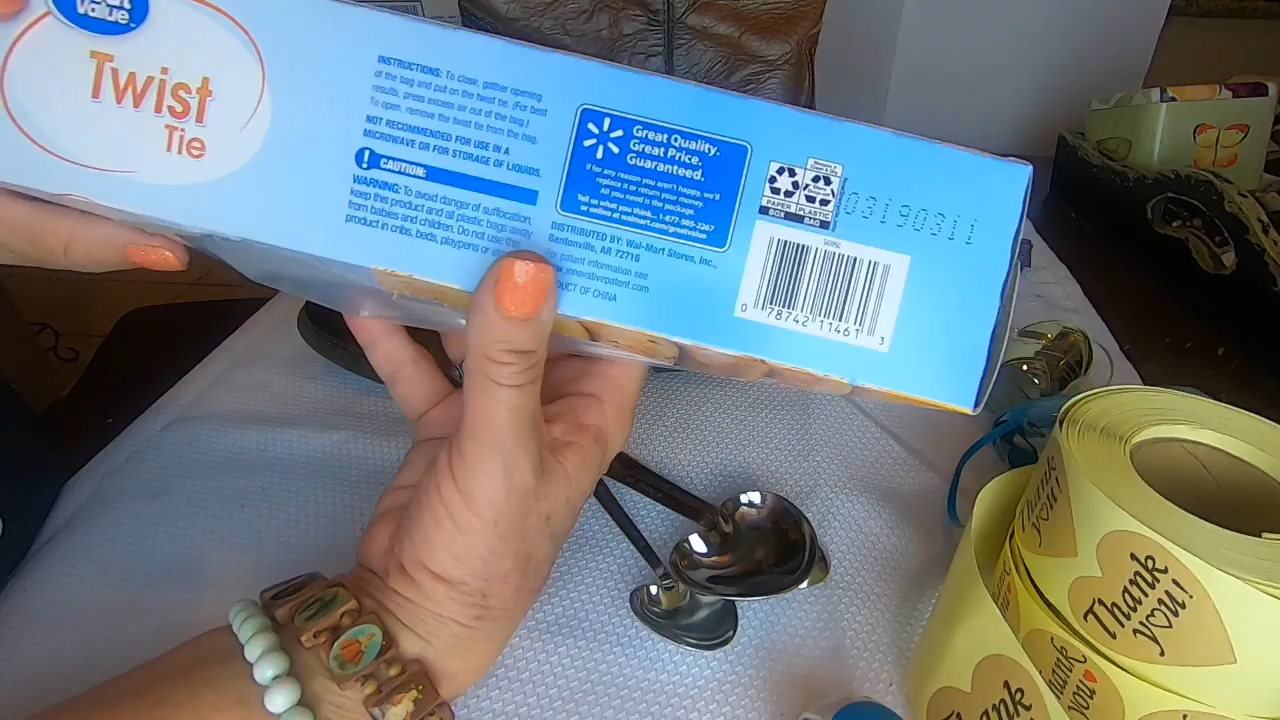 Value
Twist
Tie
INSTRUCTIONS: To close, gather opening
of the bag and put on the twist tie. (For best
results, press excess air out of the bag.)
To open, remove the twist tie from the bag.
NOT RECOMMENDED FOR USE IN A
MICROWAVE OR FOR STORAGE OF LIQUIDS.
! CAUTION:
WARNING: To avoid danger of suffocation,
keep this product and all plastic bags away
from babies and children. Do not use this
product in cribs, beds, playpens or
Great Quality.
Great Price.
Guaranteed.
If for any reason you aren't happy, we'll
replace it or return your money.
All you need is the package.
Tell us what you think... 1-877-505-2267
or online at walmart.com/greatvalue
DISTRIBUTED BY: Wal-Mart Stores, Inc.,
Bentonville, AR 72716
For patent information see
www.innovativepatent.com
PRODUCT OF CHINA
PAPER
BOX
PLASTIC
BAG
03190311
0 78742 11461 3
Thank
you!
Thank
you!
Thank
you
Thank